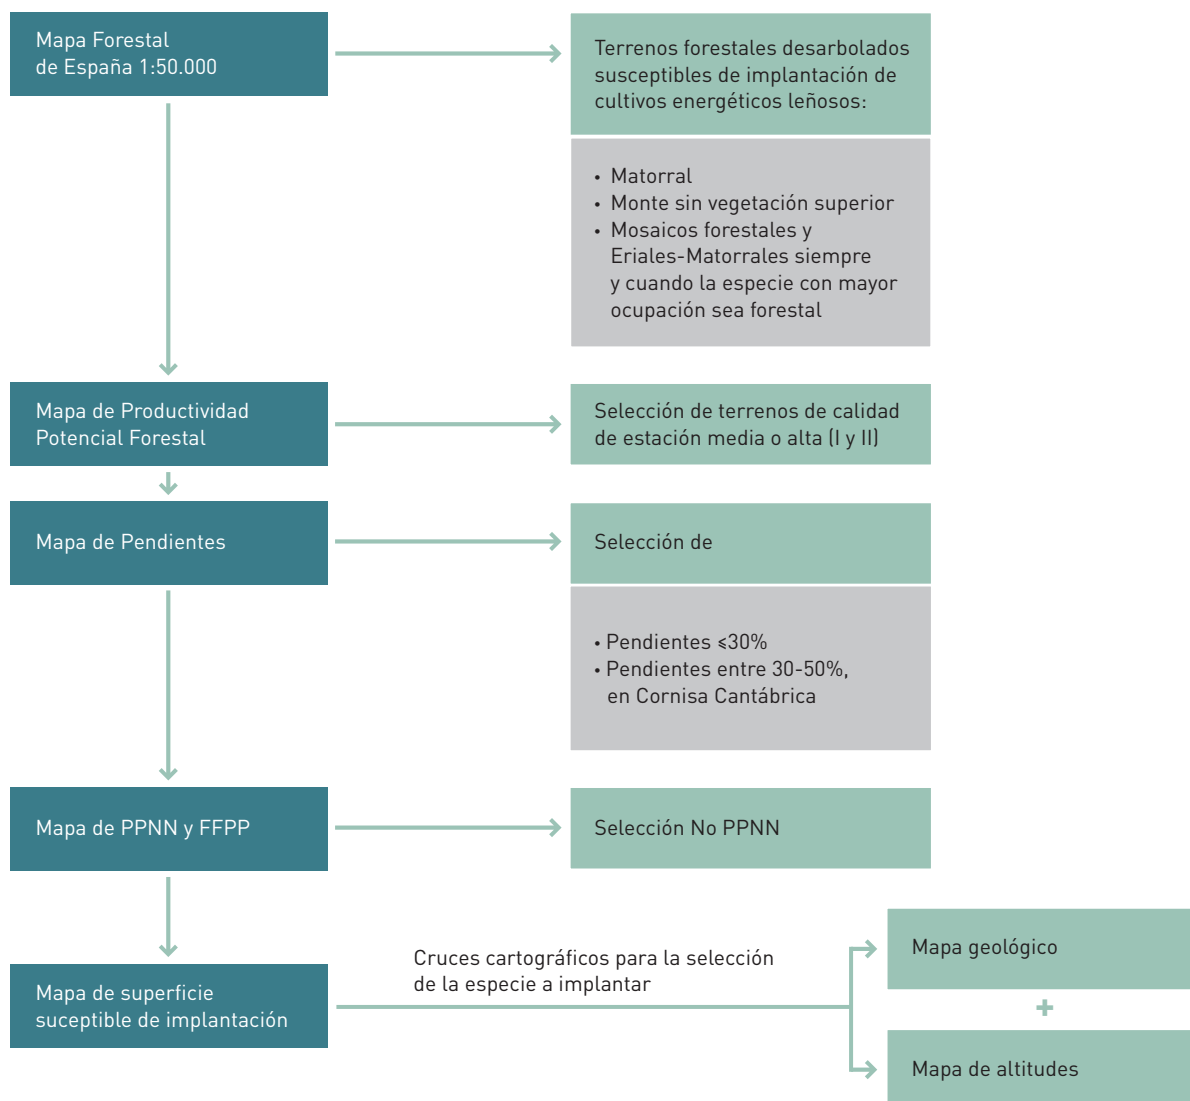 Mapa Forestal
de España 1:50.000
Terrenos forestales desarbolados
susceptibles de implantación de
cultivos energéticos leñosos:
• Matorral
• Monte sin vegetación superior
• Mosaicos forestales y
Eriales-Matorrales siempre
y cuando la especie con mayor
ocupación sea forestal
Mapa de Productividad
Potencial Forestal
Selección de terrenos de calidad
de estación media o alta (I y II)
Mapa de Pendientes
Selección de
• Pendientes ≤30%
• Pendientes entre 30-50%,
en Cornisa Cantábrica
Mapa de PPNN y FFPP
Selección No PPNN
Mapa de superficie
suceptible de implantación
Cruces cartográficos para la selección
de la especie a implantar
Mapa geológico
+
Mapa de altitudes